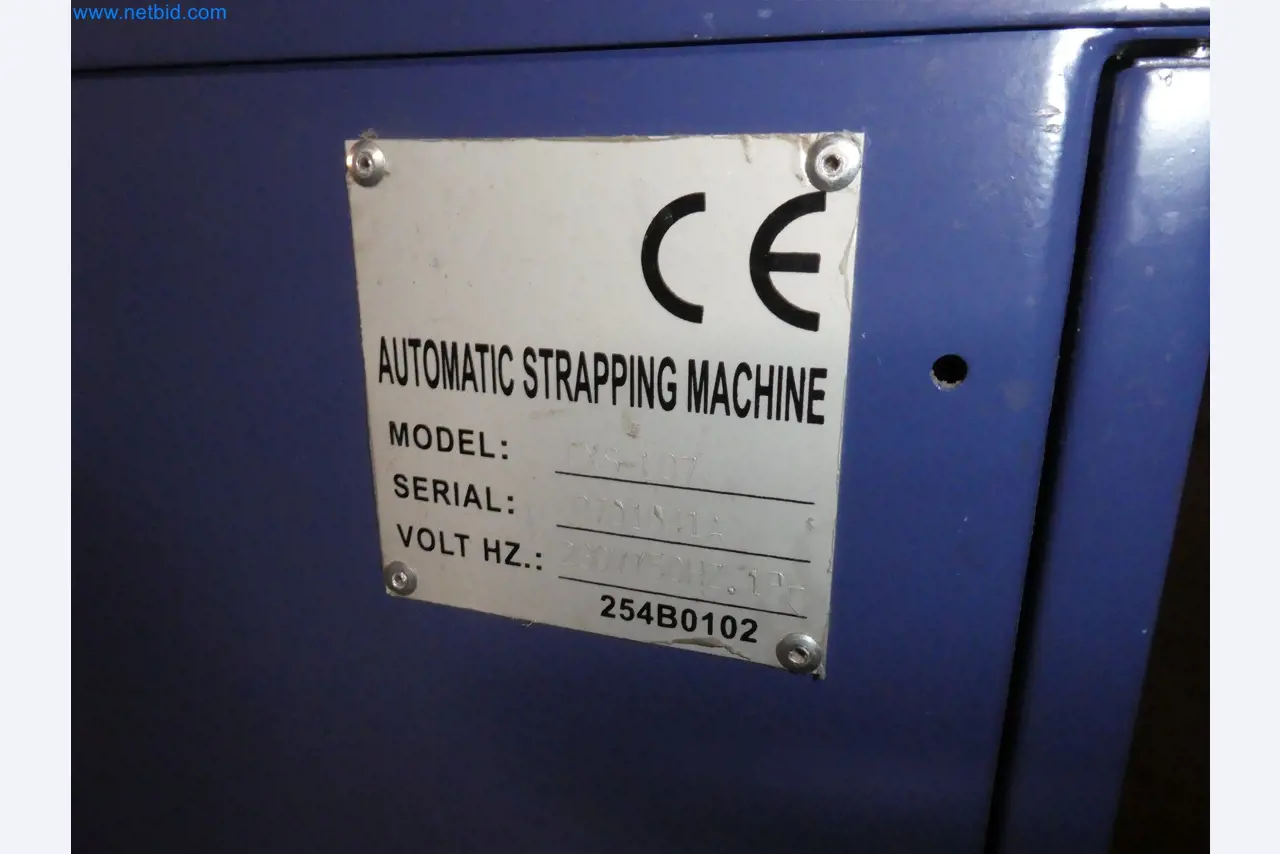 www.netbid.com
CE
AUTOMATIC STRAPPING MACHINE
MODEL:
SERIAL:
VOLT HZ.:
254B0102